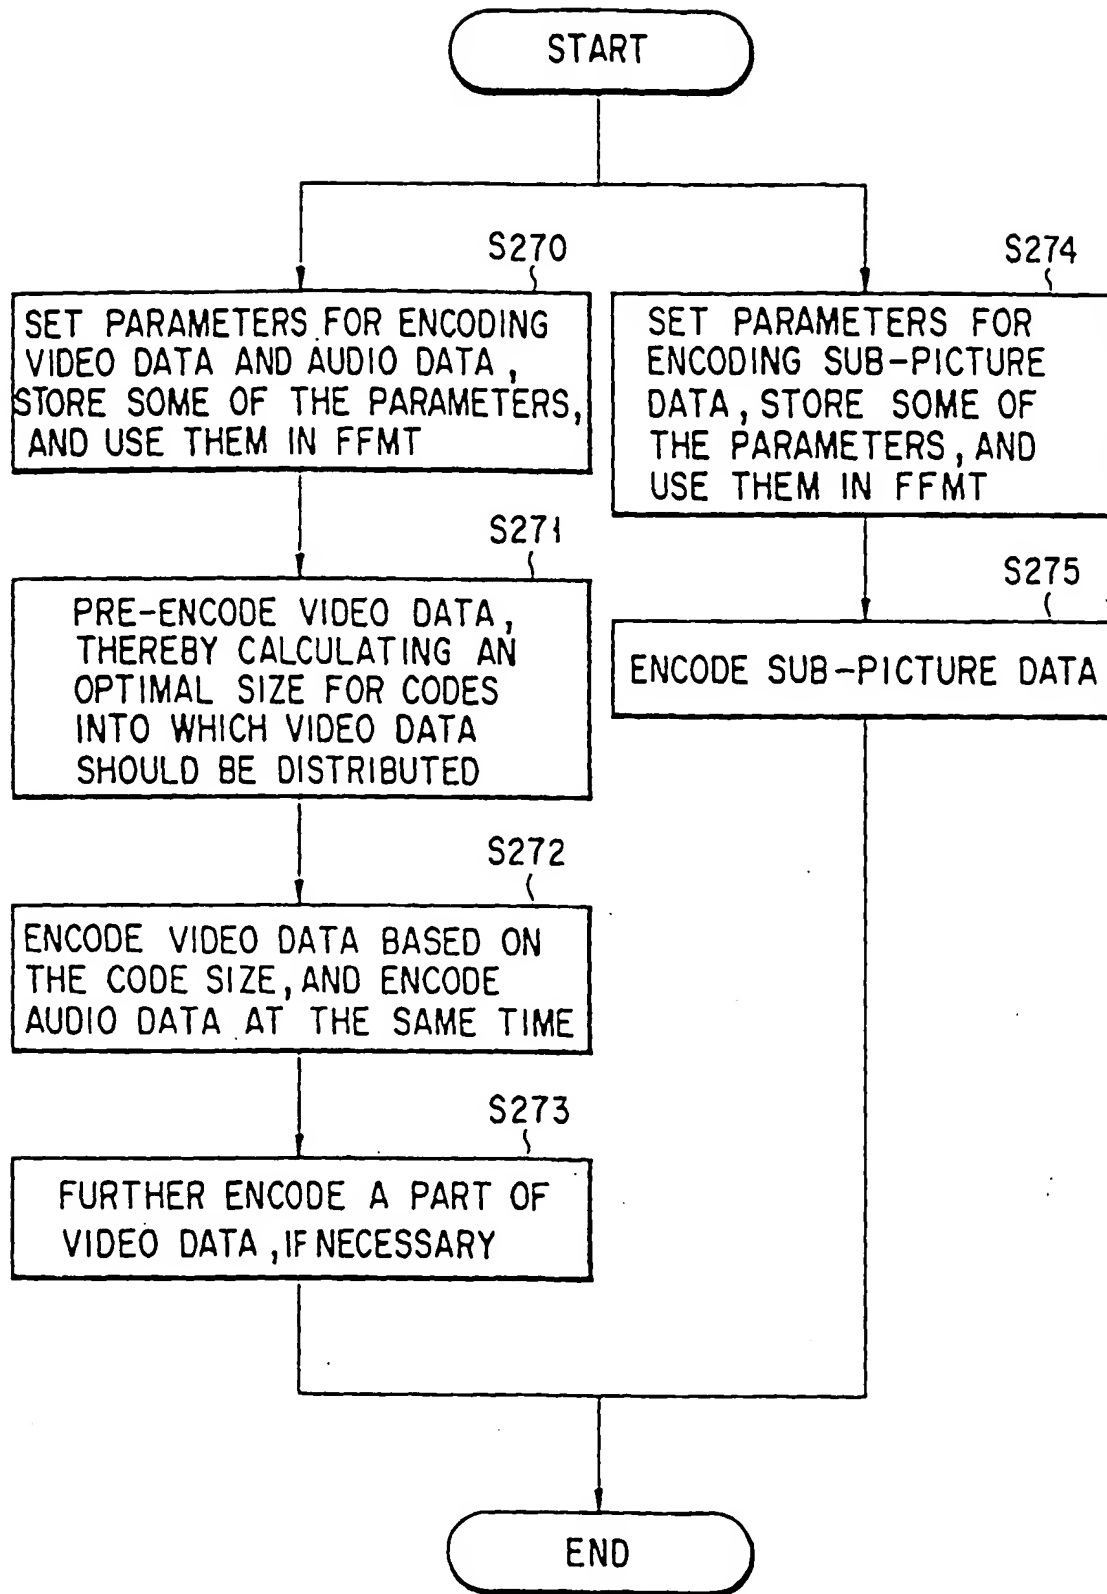 START
S270
SET PARAMETERS FOR ENCODING
VIDEO DATA AND AUDIO DATA,
STORE SOME OF THE PARAMETERS,
AND USE THEM IN FFMT
S271
PRE-ENCODE VIDEO DATA,
THEREBY CALCULATING AN
OPTIMAL SIZE FOR CODES
INTO WHICH VIDEO DATA
SHOULD BE DISTRIBUTED
S272
ENCODE VIDEO DATA BASED ON
THE CODE SIZE, AND ENCODE
AUDIO DATA AT THE SAME TIME
S273
FURTHER ENCODE A PART OF
VIDEO DATA, IF NECESSARY
S274
SET PARAMETERS FOR
ENCODING SUB-PICTURE
DATA, STORE SOME OF
THE PARAMETERS, AND
USE THEM IN FFMT
S275
ENCODE SUB-PICTURE DATA
END